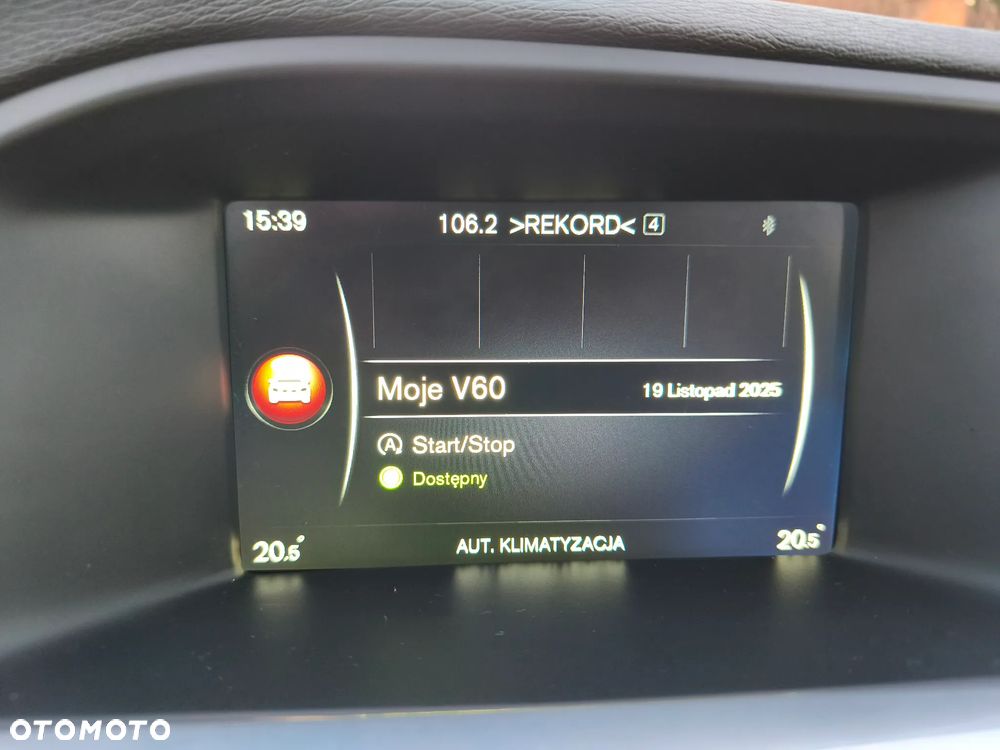 15:39 106.2 >REKORD< 4
Moje V60 19 Listopad 2025
A Start/Stop
Dostępny
20.5° AUT. KLIMATYZACJA 20.5°
OTOMOTO